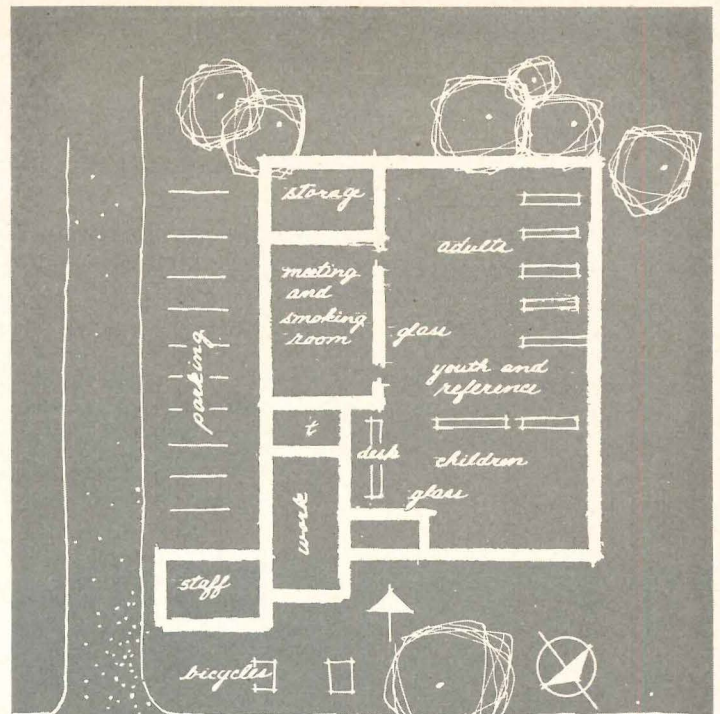 storage
adults
meeting
and
smoking
room
glass
parking
youth and
reference
t
desk
children
glass
work
staff
bicycles